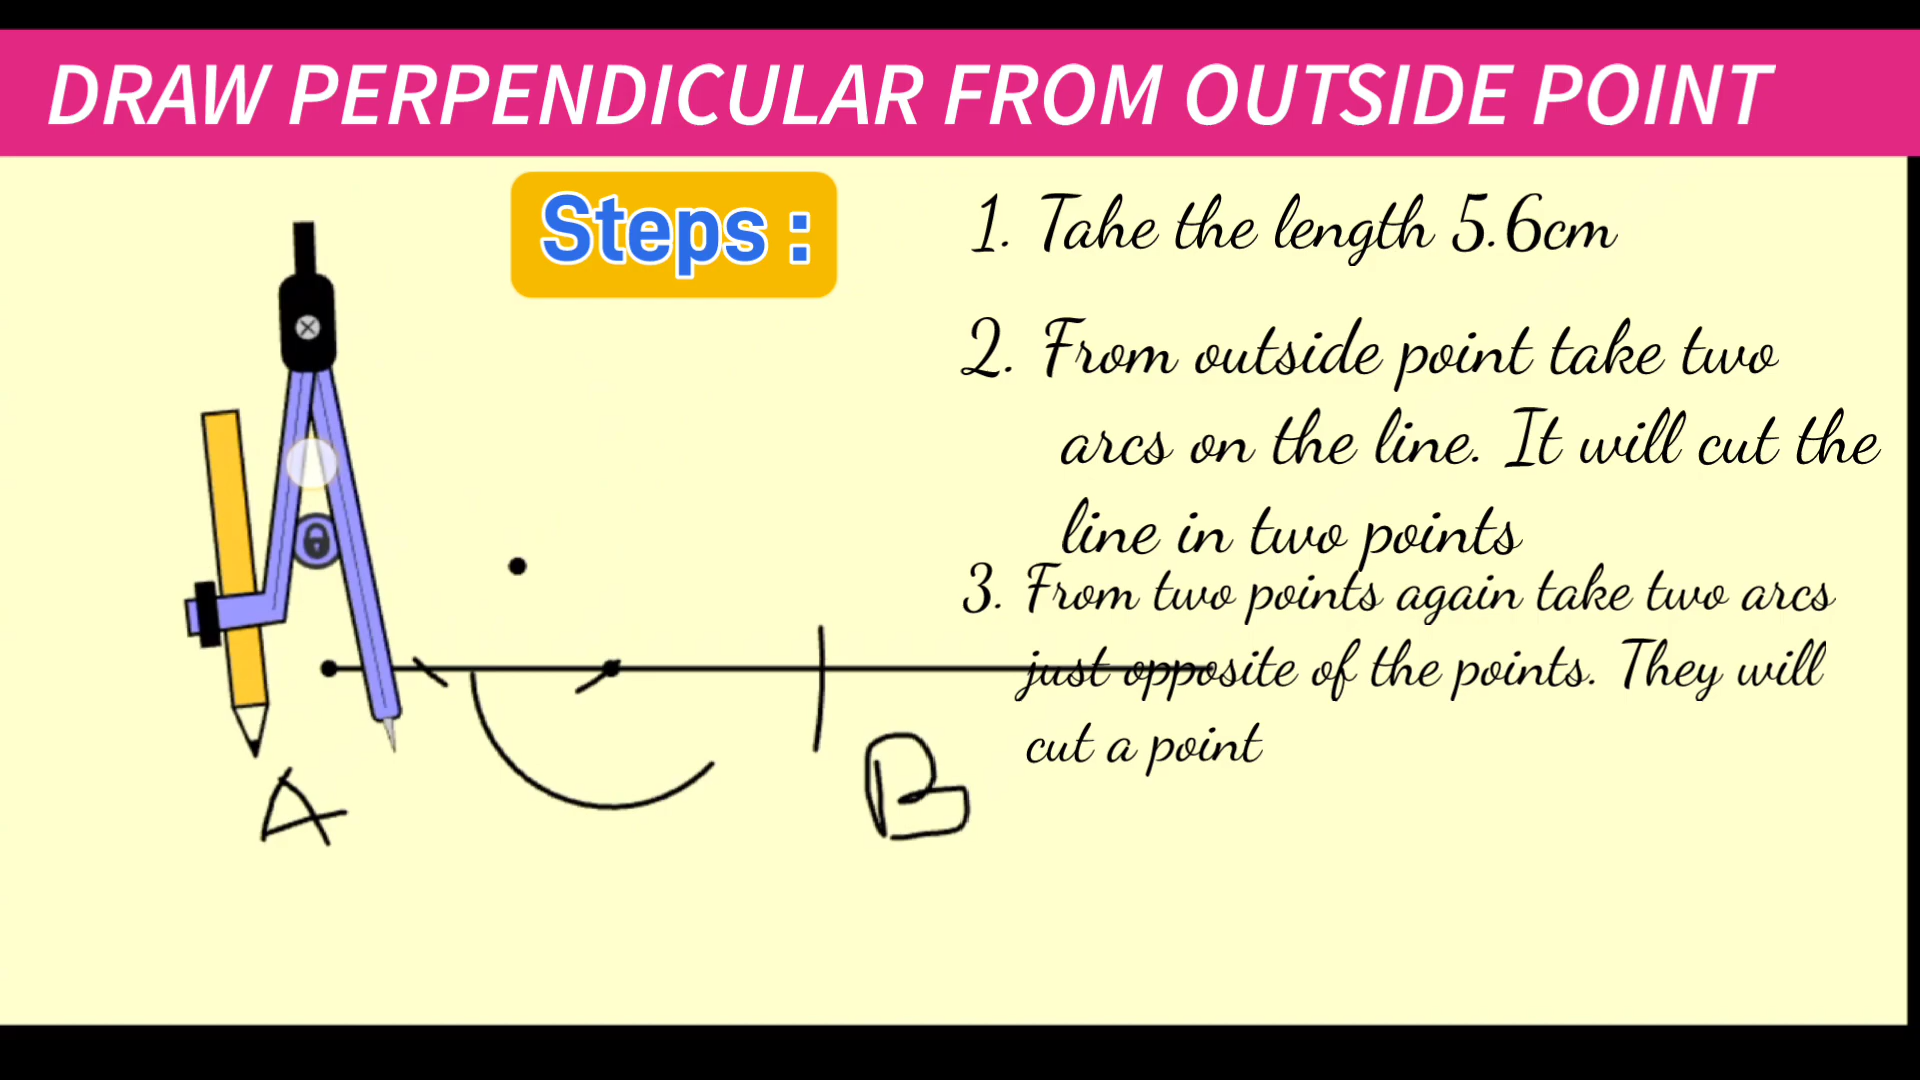 DRAW PERPENDICULAR FROM OUTSIDE POINT
Steps :
1. Take the length 5.6cm
2. From outside point take two
arcs on the line. It will cut the
line in two points
3. From two points again take two arcs
just opposite of the points. They will
cut a point
A
B